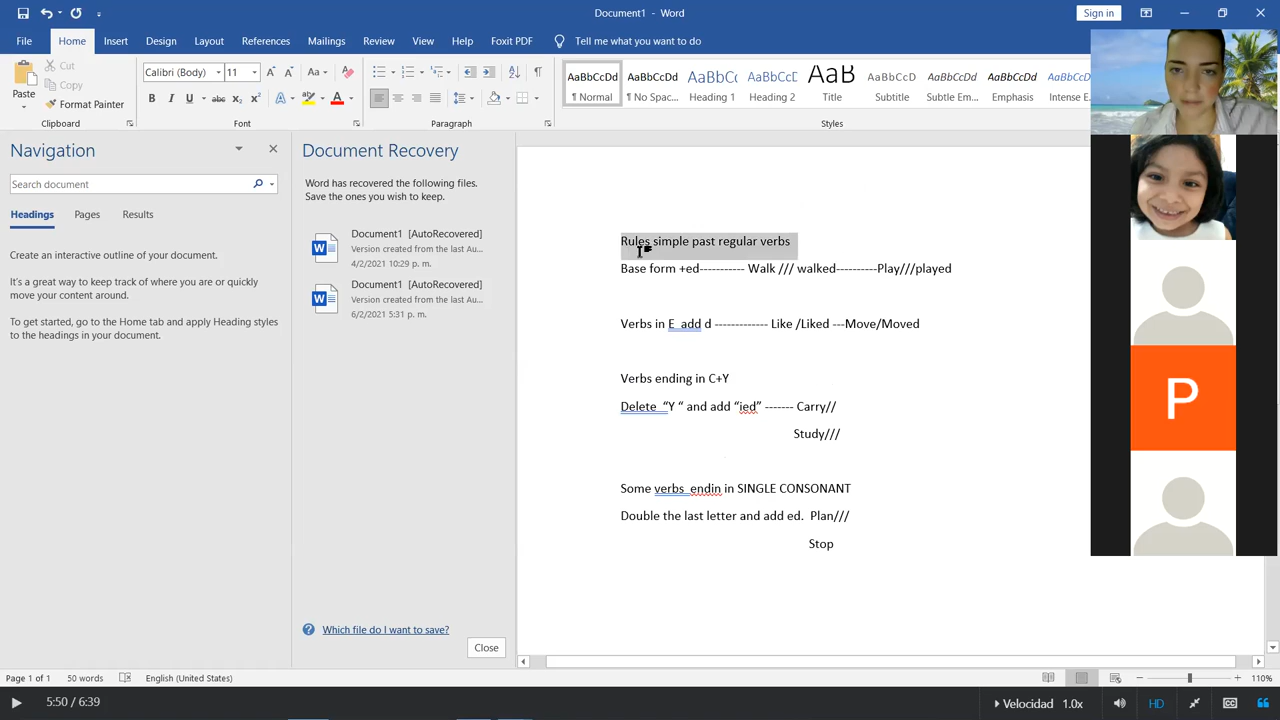 Document1 - Word
Sign in
File Home Insert Design Layout References Mailings Review View Help Foxit PDF Tell me what you want to do
Paste
Cut
Copy
Format Painter
Clipboard
Calibri (Body) 11
Font
Paragraph
AaBbCcDd AaBbCcDd AaBbC( AaBbCcE AaB AaBbCcD AaBbCcDd AaBbCcDd AaBbCcDd
¶ Normal ¶ No Spac... Heading 1 Heading 2 Title Subtitle Subtle Em... Emphasis Intense E...
Styles
Navigation
Search document
Headings Pages Results
Create an interactive outline of your document.
It's a great way to keep track of where you are or quickly
move your content around.
To get started, go to the Home tab and apply Heading styles
to the headings in your document.
Document Recovery
Word has recovered the following files.
Save the ones you wish to keep.
Document1 [AutoRecovered]
Version created from the last Au...
4/2/2021 10:29 p. m.
Document1 [AutoRecovered]
Version created from the last Au...
6/2/2021 5:31 p. m.
Which file do I want to save?
Close
Rules simple past regular verbs
Base form +ed----------- Walk /// walked----------Play///played
Verbs in E add d ------------- Like /Liked ---Move/Moved
Verbs ending in C+Y
Delete "Y " and add "ied" ------- Carry//
Study///
Some verbs endin in SINGLE CONSONANT
Double the last letter and add ed. Plan///
Stop
P
Page 1 of 1 50 words English (United States) 110%
5:50 / 6:39 Velocidad 1.0x HD